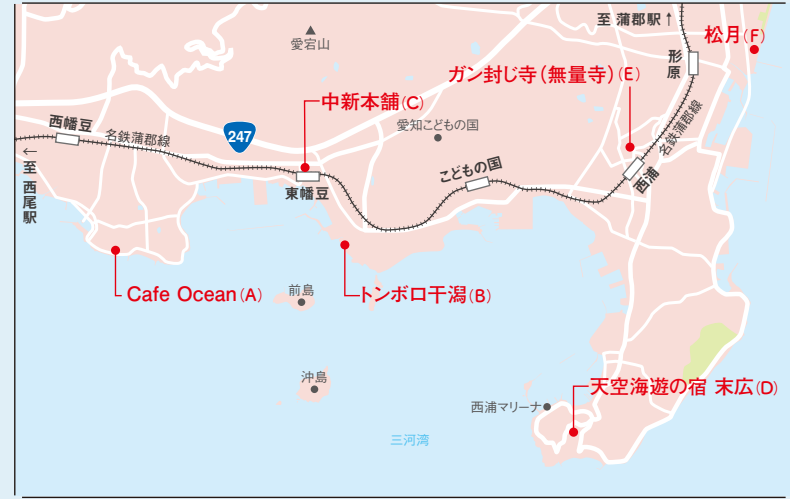 至 蒲郡駅↑
松月(F)
愛宕山
形原
ガン封じ寺(無量寺)(E)
中新本舗(C)
愛知こどもの国
西幡豆
名鉄蒲郡線
247
名鉄蒲郡線
←至 西尾駅
こどもの国
西浦
東幡豆
Cafe Ocean(A)
前島
トンボロ干潟(B)
沖島
天空海遊の宿 末広(D)
西浦マリーナ
三河湾